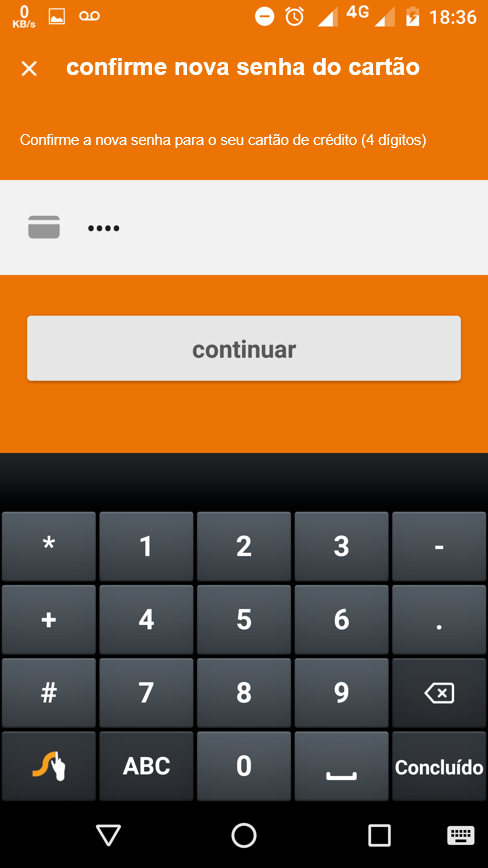 0 KB/s 4G 18:36
confirme nova senha do cartão
Confirme a nova senha para o seu cartão de crédito (4 dígitos)
••••
continuar
* 1 2 3 -
+ 4 5 6 .
# 7 8 9
ABC 0 Concluído